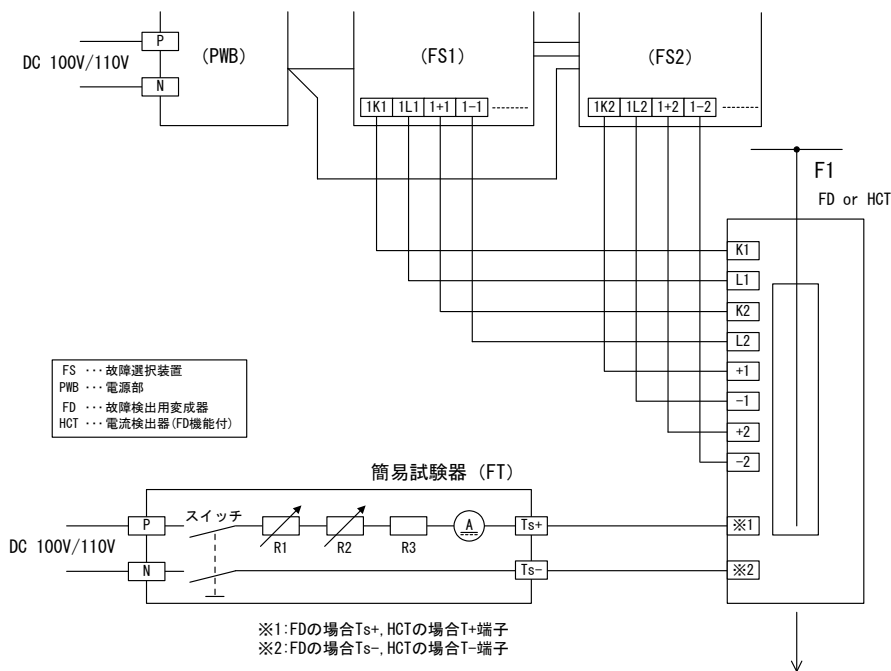 DC 100V/110V
P
N
(PWB)
(FS1)
1K1 1L1 1+1 1-1
(FS2)
1K2 1L2 1+2 1-2
F1
FD or HCT
K1
L1
K2
L2
+1
-1
+2
-2
※1
※2
FS …故障選択装置
PWB …電源部
FD …故障検出用変成器
HCT …電流検出器(FD機能付)
簡易試験器 (FT)
DC 100V/110V
P
N
スイッチ
R1
R2
R3
A
Ts+
Ts-
※1:FDの場合Ts+,HCTの場合T+端子
※2:FDの場合Ts-,HCTの場合T-端子